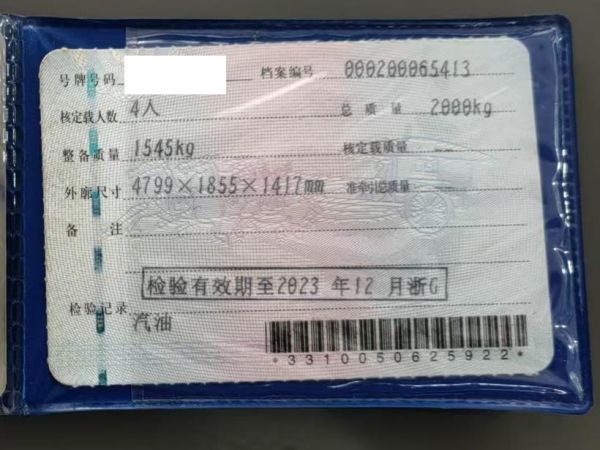 号牌号码 档案编号 000200065413
核定载人数 4人 总质量 2000kg
整备质量 1545kg 核定载质量 --
外廓尺寸 4799×1855×1417mm 准牵引总质量 --
备注
检验有效期至2023 年12 月浙G
检验记录
汽油
*3310050625922*